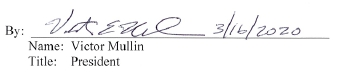 By: 3/16/2020
Name: Victor Mullin
Title: President